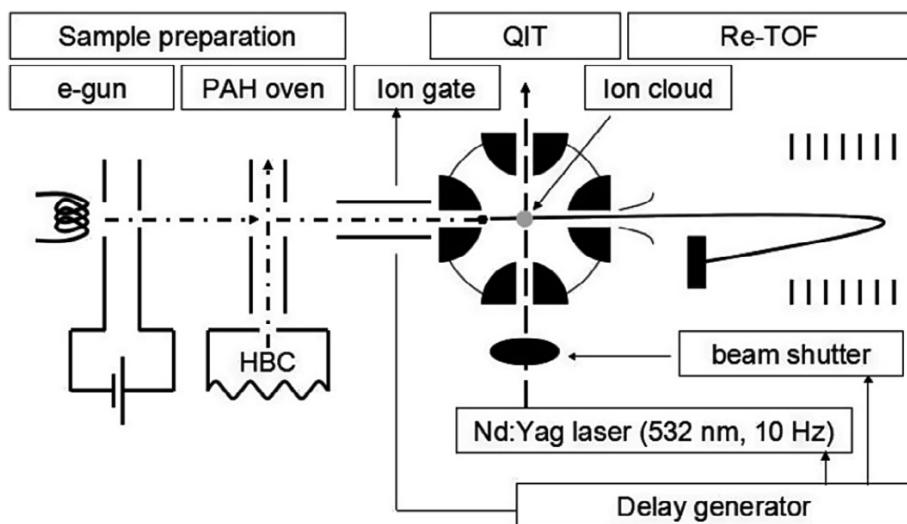 Sample preparation
QIT
Re-TOF
e-gun
PAH oven
Ion gate
Ion cloud
HBC
beam shutter
Nd:Yag laser (532 nm, 10 Hz)
Delay generator